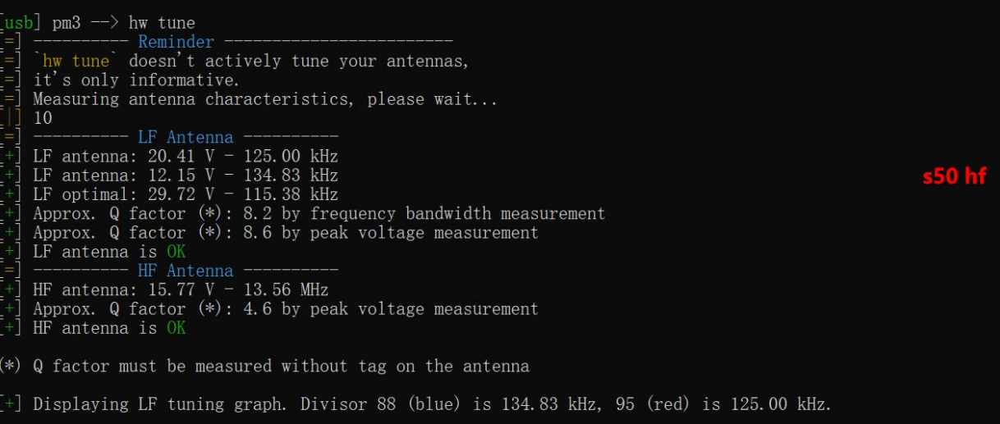 [usb] pm3 --> hw tune
[=] ---------- Reminder ------------------------
[=] `hw tune` doesn't actively tune your antennas,
[=] it's only informative.
[=] Measuring antenna characteristics, please wait...
[|] 10
[=] ---------- LF Antenna ----------
[+] LF antenna: 20.41 V - 125.00 kHz
[+] LF antenna: 12.15 V - 134.83 kHz
[+] LF optimal: 29.72 V - 115.38 kHz
[+] Approx. Q factor (*): 8.2 by frequency bandwidth measurement
[+] Approx. Q factor (*): 8.6 by peak voltage measurement
[+] LF antenna is OK
[=] ---------- HF Antenna ----------
[+] HF antenna: 15.77 V - 13.56 MHz
[+] Approx. Q factor (*): 4.6 by peak voltage measurement
[+] HF antenna is OK
(*) Q factor must be measured without tag on the antenna
[+] Displaying LF tuning graph. Divisor 88 (blue) is 134.83 kHz, 95 (red) is 125.00 kHz.
s50 hf